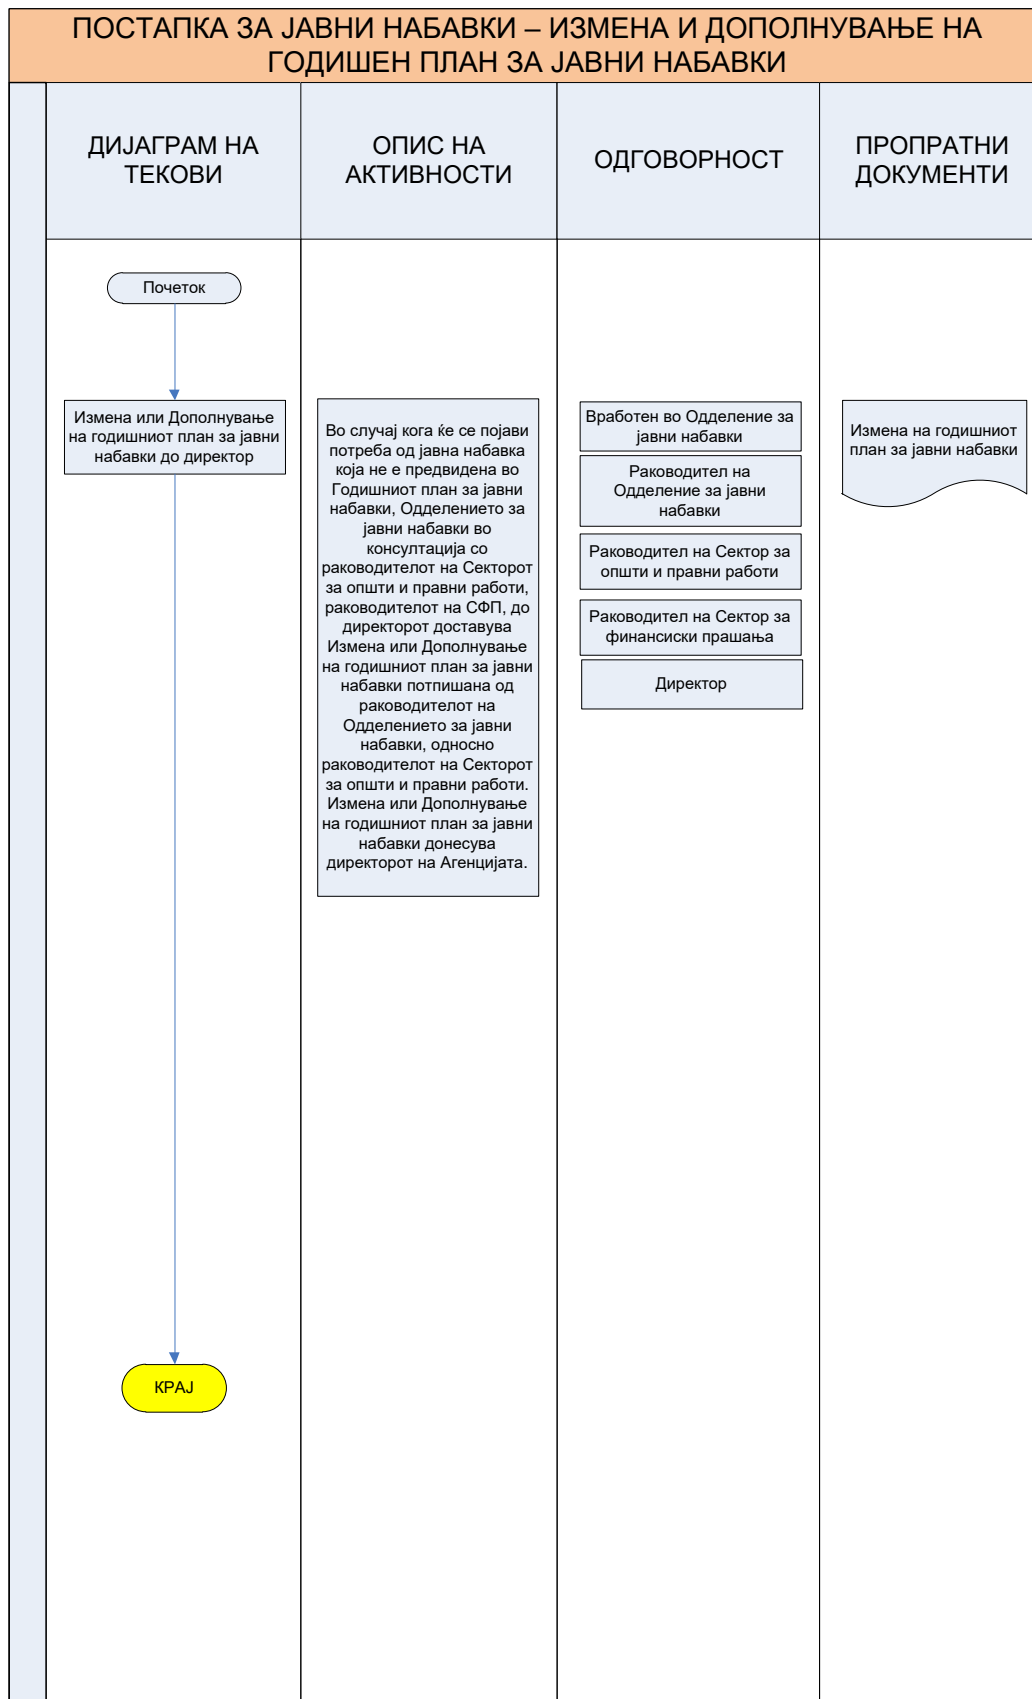 ПОСТАПКА ЗА ЈАВНИ НАБАВКИ – ИЗМЕНА И ДОПОЛНУВАЊЕ НА
ГОДИШЕН ПЛАН ЗА ЈАВНИ НАБАВКИ
ДИЈАГРАМ НА
ТЕКОВИ
ОПИС НА
АКТИВНОСТИ
ОДГОВОРНОСТ
ПРОПРАТНИ
ДОКУМЕНТИ
Почеток
Измена или Дополнување
на годишниот план за јавни
набавки до директор
Во случај кога ќе се појави
потреба од јавна набавка
која не е предвидена во
Годишниот план за јавни
набавки, Одделението за
јавни набавки во
консултација со
раководителот на Секторот
за општи и правни работи,
раководителот на СФП, до
директорот доставува
Измена или Дополнување
на годишниот план за јавни
набавки потпишана од
раководителот на
Одделението за јавни
набавки, односно
раководителот на Секторот
за општи и правни работи.
Измена или Дополнување
на годишниот план за јавни
набавки донесува
директорот на Агенцијата.
Вработен во Одделение за
јавни набавки
Раководител на
Одделение за јавни
набавки
Раководител на Сектор за
општи и правни работи
Раководител на Сектор за
финансиски прашања
Директор
Измена на годишниот
план за јавни набавки
КРАЈ